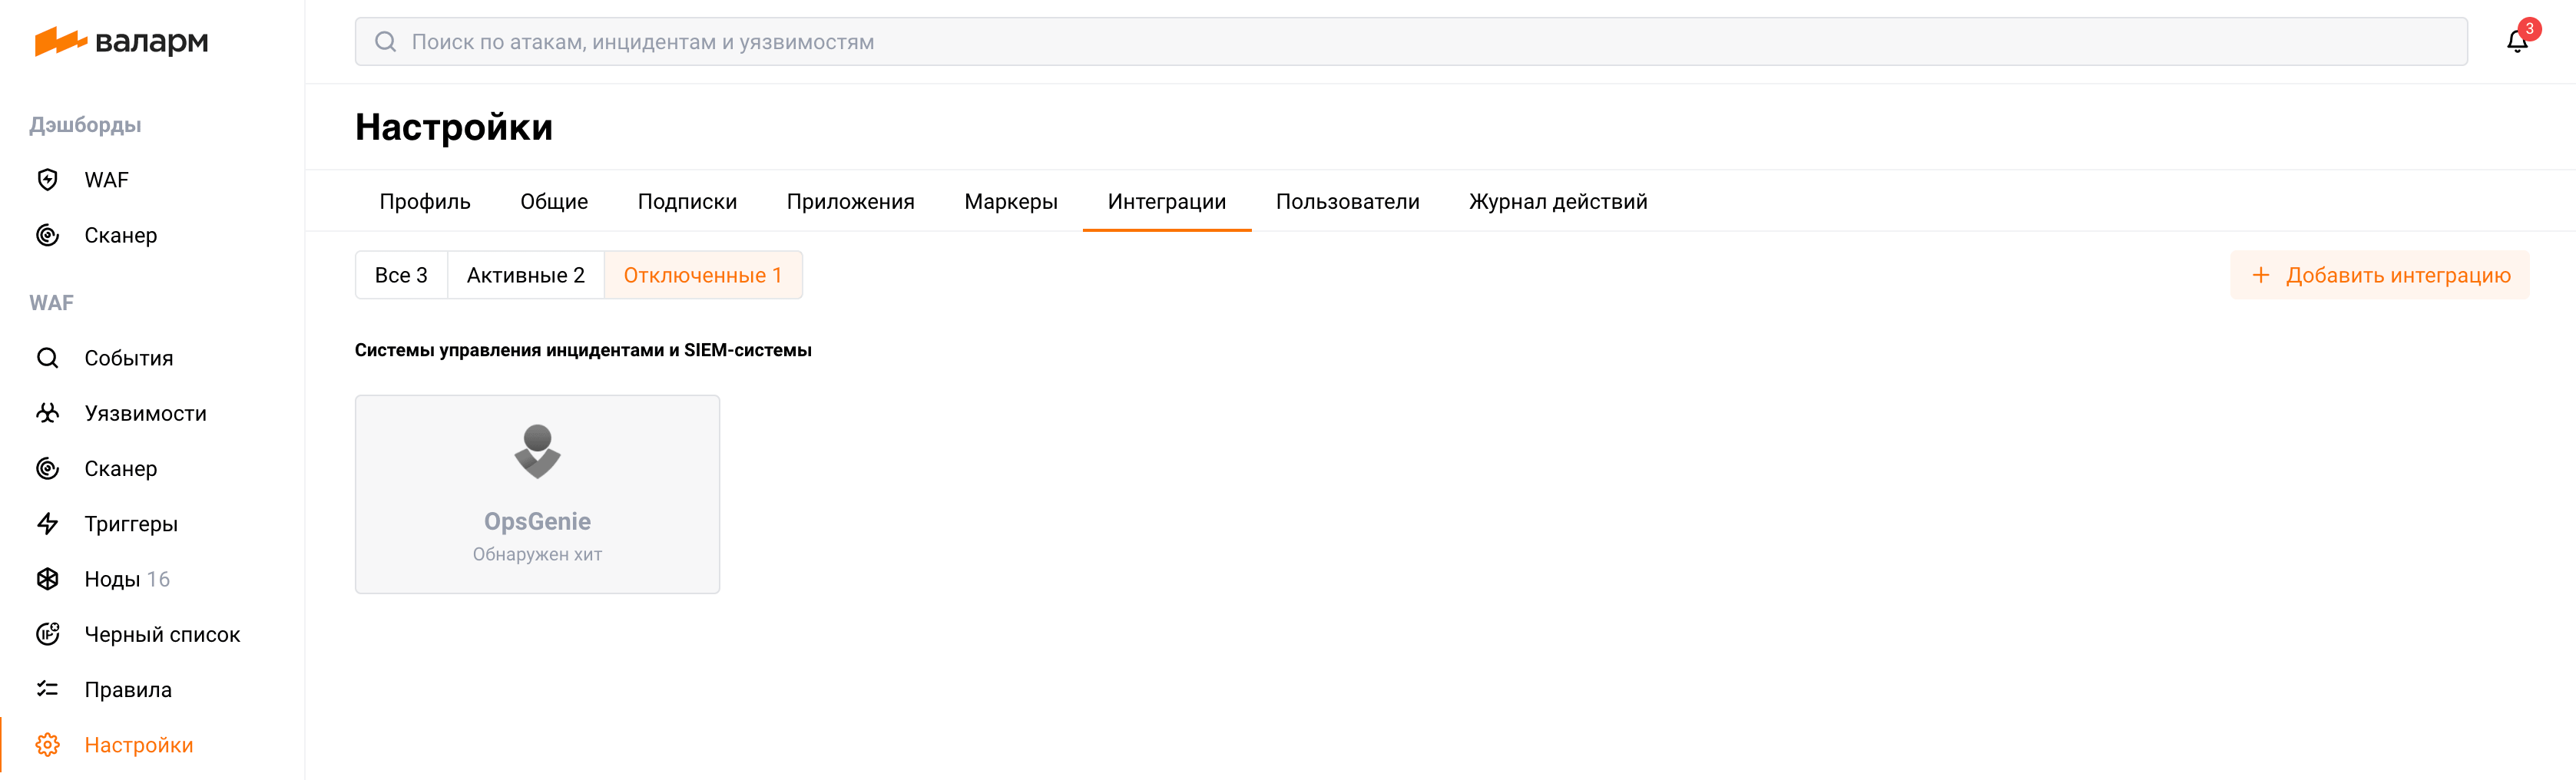 валарм
Поиск по атакам, инцидентам и уязвимостям
3
Дэшборды
WAF
Сканер
WAF
События
Уязвимости
Сканер
Триггеры
Ноды 16
Черный список
Правила
Настройки
Настройки
Профиль Общие Подписки Приложения Маркеры Интеграции Пользователи Журнал действий
Все 3 Активные 2 Отключенные 1
Добавить интеграцию
Системы управления инцидентами и SIEM-системы
OpsGenie
Обнаружен хит